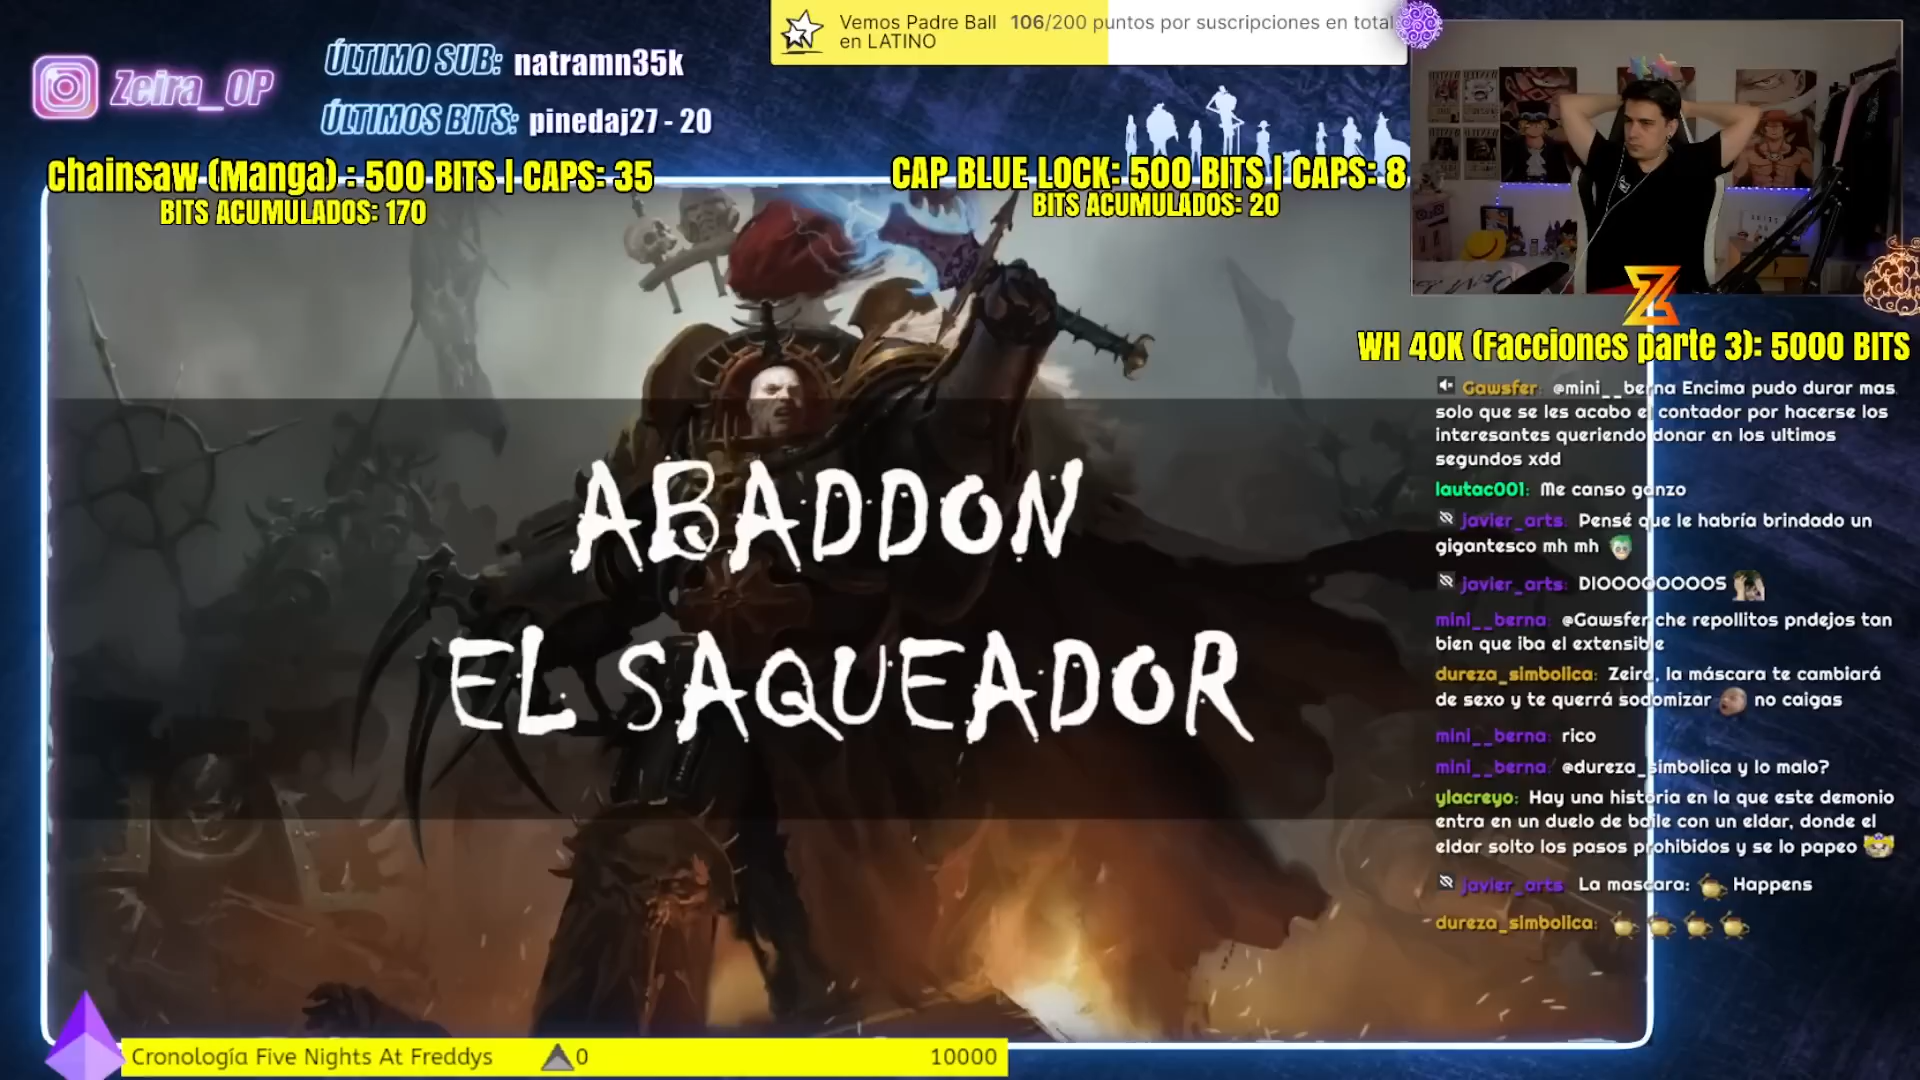 Zeira_OP
ÚLTIMO SUB: natramn35k
ÚLTIMOS BITS: pinedaj27 - 20
Vemos Padre Ball 106/200 puntos por suscripciones en total
en LATINO
Chainsaw (Manga) : 500 BITS | CAPS: 35
BITS ACUMULADOS: 170
CAP BLUE LOCK: 500 BITS | CAPS: 8
BITS ACUMULADOS: 20
WH 40K (Facciones parte 3): 5000 BITS
ABADDON
EL SAQUEADOR
Gawsfer: @mini__berna Encima pudo durar mas
solo que se les acabo el contador por hacerse los
interesantes queriendo donar en los ultimos
segundos xdd
lautac001: Me canso ganzo
javier_arts: Pensé que le habría brindado un
gigantesco mh mh
javier_arts: DIOOOOOOOOS
mini__berna: @Gawsfer che repollitos pndejos tan
bien que iba el extensible
dureza_simbolica: Zeira, la máscara te cambiará
de sexo y te querrá sodomizar no caigas
mini__berna: rico
mini__berna: @dureza_simbolica y lo malo?
ylacreyo: Hay una historia en la que este demonio
entra en un duelo de baile con un eldar, donde el
eldar solto los pasos prohibidos y se lo papeo
javier_arts: La mascara: Happens
dureza_simbolica:
Cronología Five Nights At Freddys 0 10000